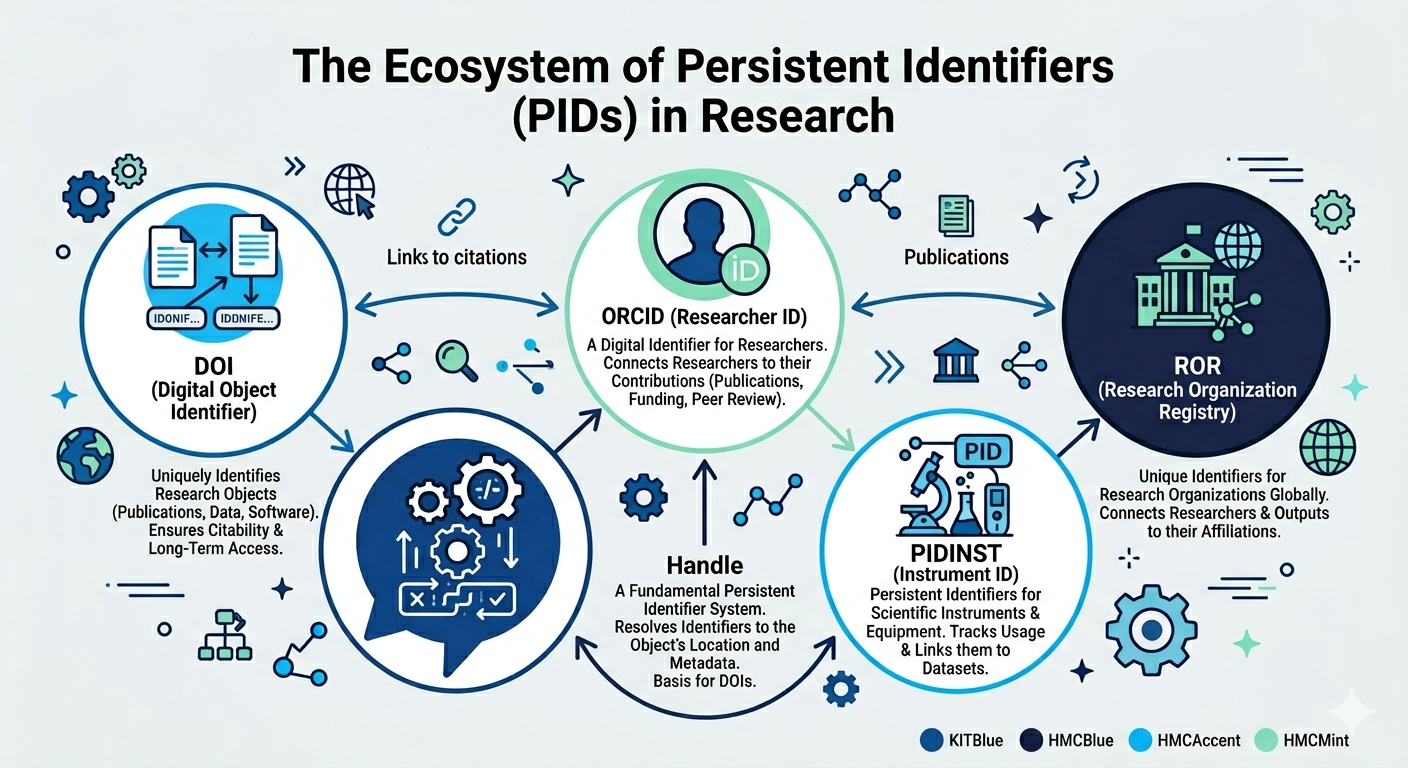 The Ecosystem of Persistent Identifiers
(PIDs) in Research
Links to citations
Publications
IDONIF...
IDDNIFE...
DOI
(Digital Object
Identifier)
Uniquely Identifies
Research Objects
(Publications, Data, Software).
Ensures Citability &
Long-Term Access.
</>
iD
ORCID (Researcher ID)
A Digital Identifier for Researchers.
Connects Researchers to their
Contributions (Publications,
Funding, Peer Review).
Handle
A Fundamental Persistent
Identifier System.
Resolves Identifiers to the
Object's Location and
Metadata.
Basis for DOIs.
PID
PIDINST
(Instrument ID)
Persistent Identifiers for
Scientific Instruments &
Equipment. Tracks Usage
& Links them to
Datasets.
ROR
(Research Organization
Registry)
Unique Identifiers for
Research Organizations Globally.
Connects Researchers & Outputs
to their Affiliations.
KITBlue
HMCBlue
HMCAccent
HMCMint